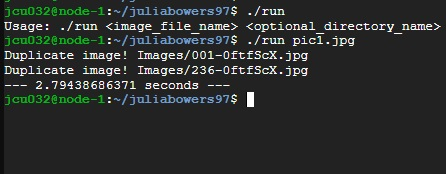 jcu032@node-1:~/juliabowers97$ ./run
Usage: ./run <image_file_name> <optional_directory_name>
jcu032@node-1:~/juliabowers97$ ./run pic1.jpg
Duplicate image! Images/001-0ftfScX.jpg
Duplicate image! Images/236-0ftfScX.jpg
--- 2.79438686371 seconds ---
jcu032@node-1:~/juliabowers97$